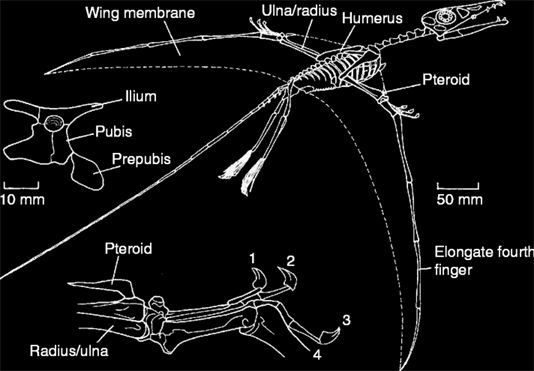 Wing membrane
Ulna/radius
Humerus
Pteroid
Ilium
Pubis
Prepubis
10 mm
50 mm
Elongate fourth
finger
Pteroid
1
2
3
4
Radius/ulna